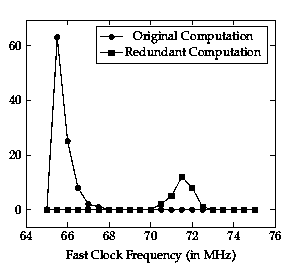 Original Computation
Redundant Computation
60
40
20
0
64 66 68 70 72 74 76
Fast Clock Frequency (in MHz)